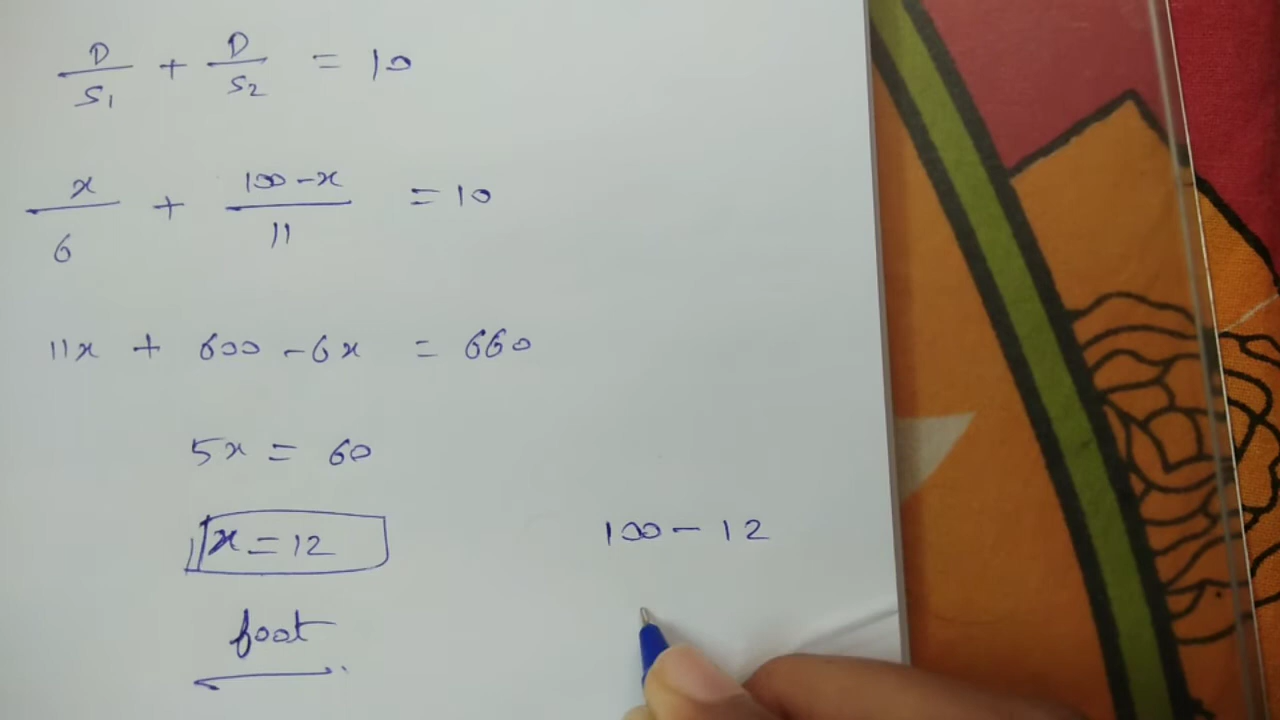 D/S1 + D/S2 = 10
x/6 + 100-x/11 = 10
11x + 600 - 6x = 660
5x = 60
x = 12
100 - 12
foot